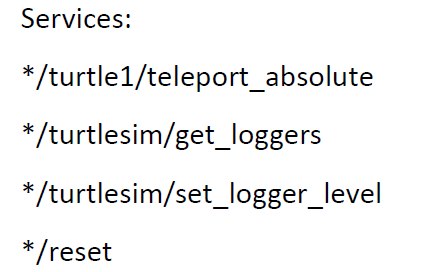 Services:
*/turtle1/teleport_absolute
*/turtlesim/get_loggers
*/turtlesim/set_logger_level
*/reset